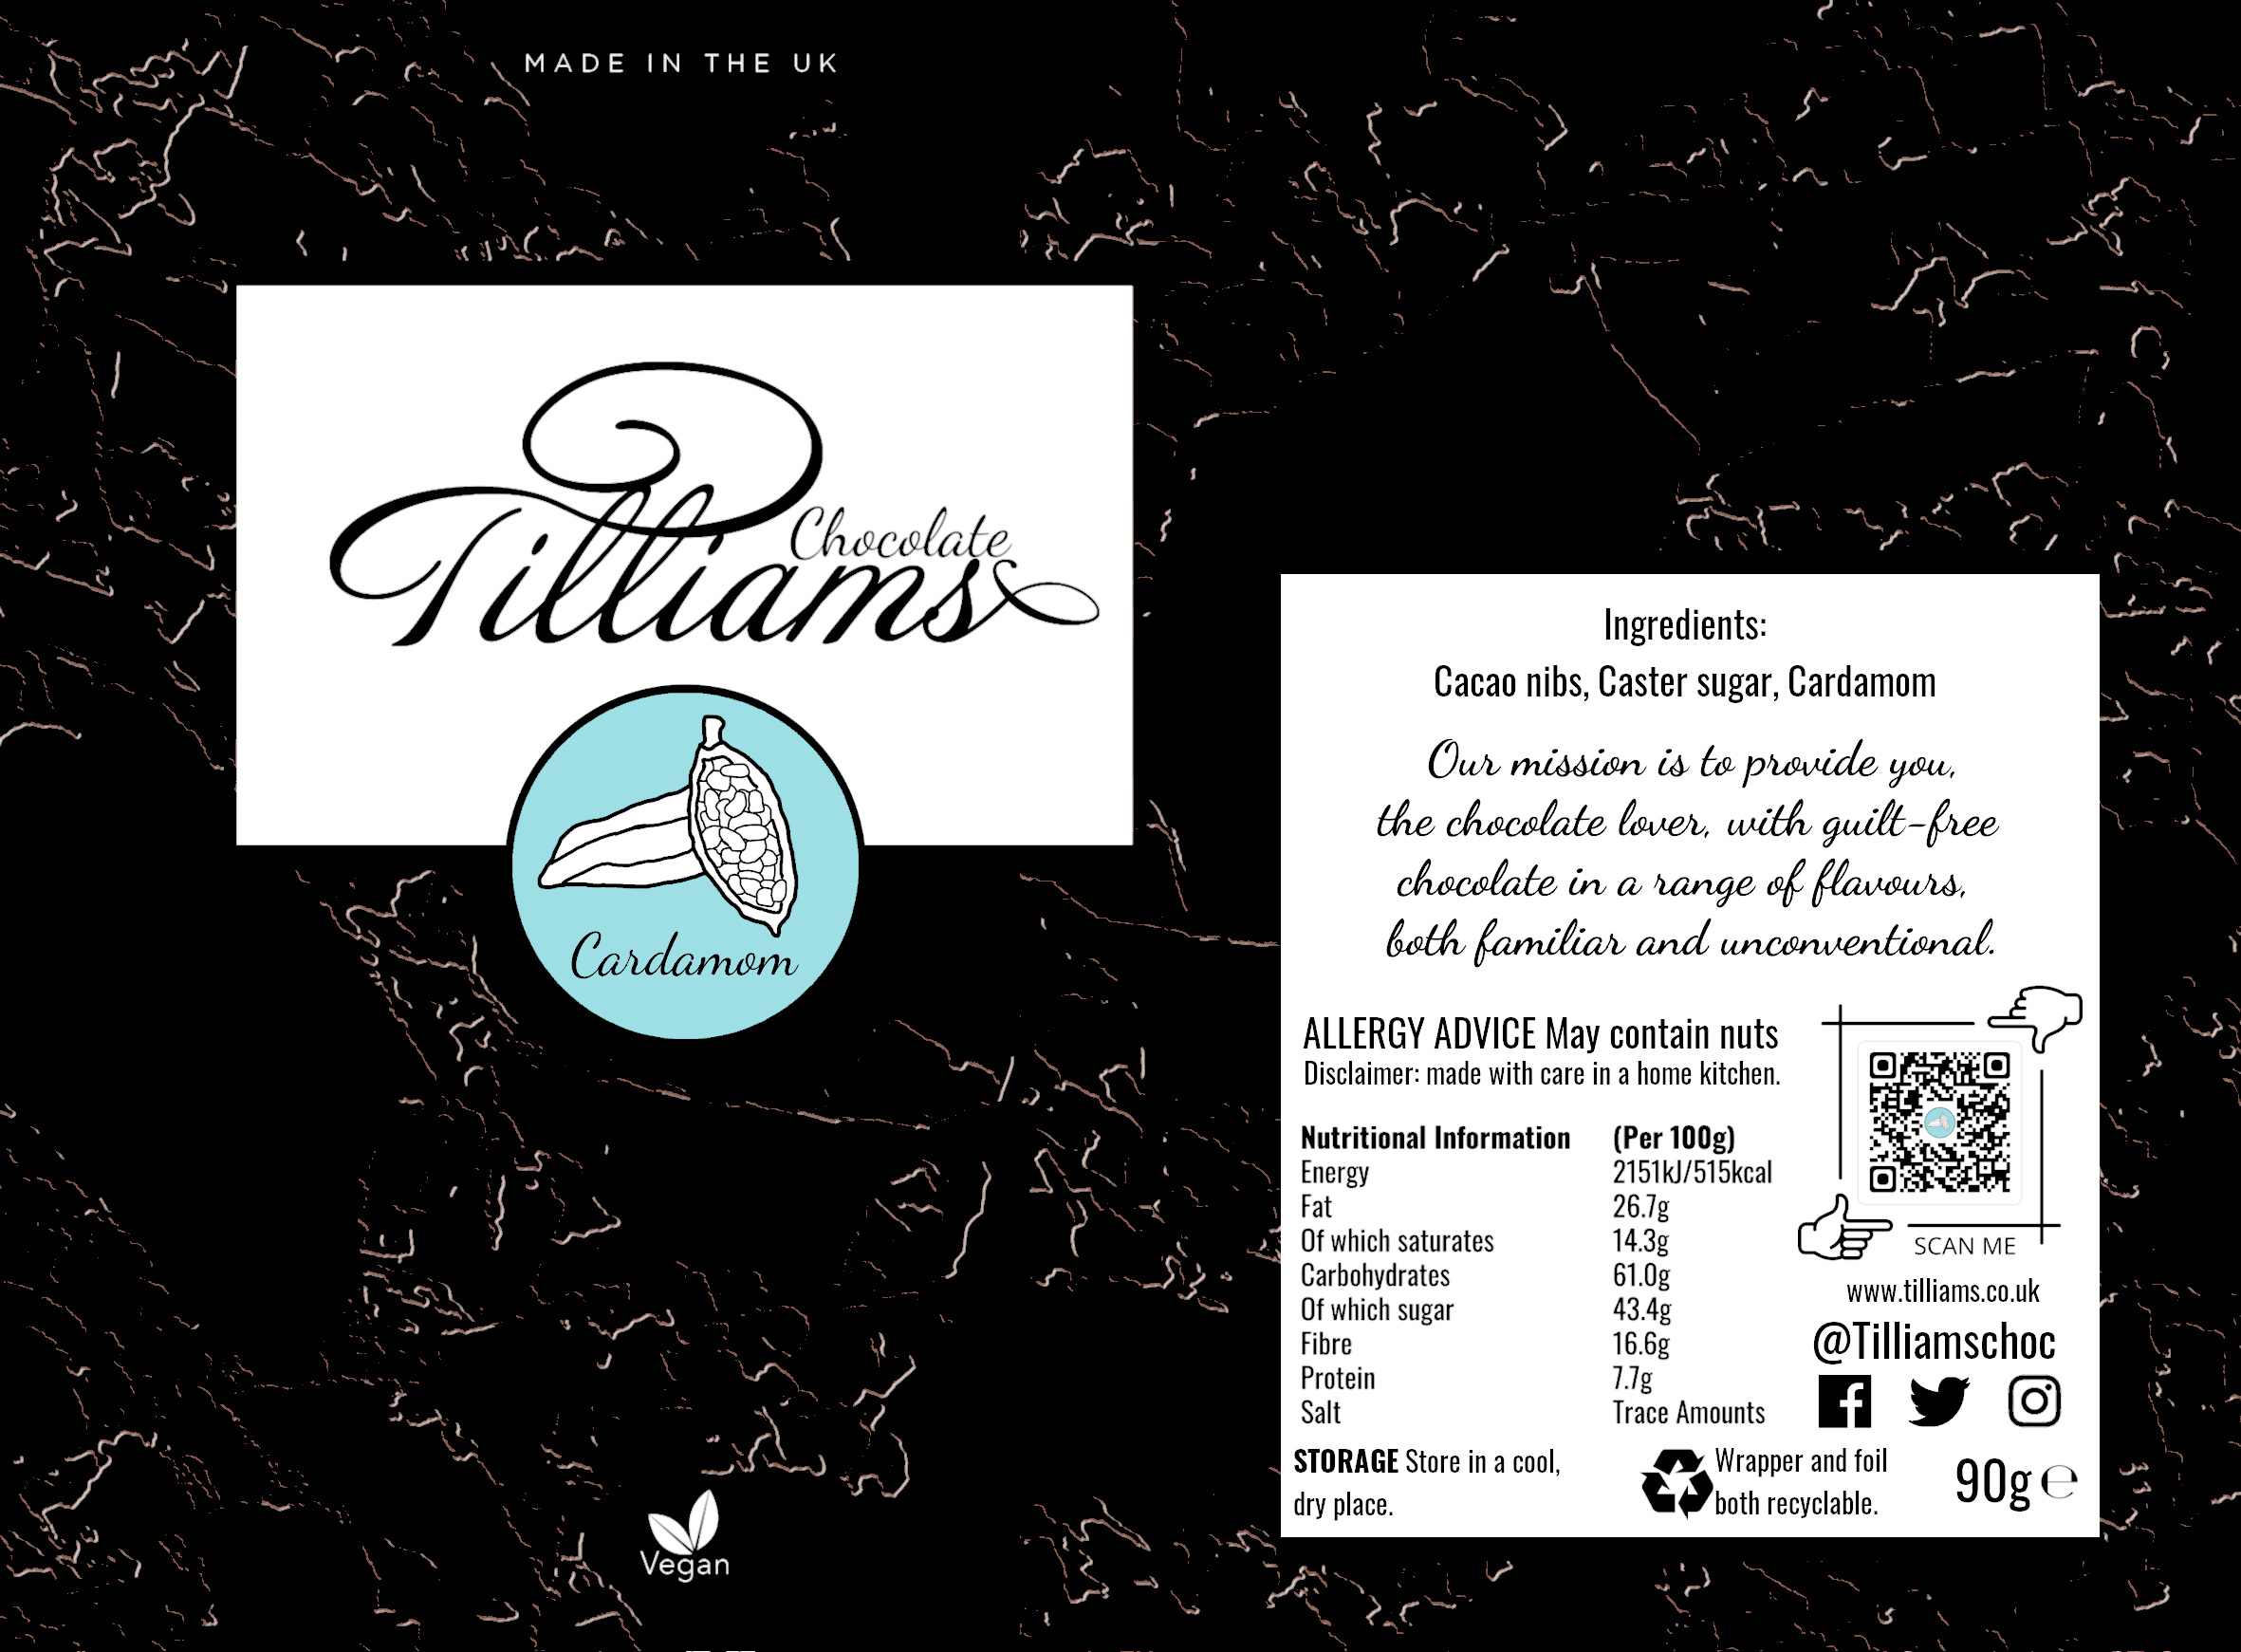 MADE IN THE UK
Chocolate
Tilliams
Cardamom
Vegan
Ingredients:
Cacao nibs, Caster sugar, Cardamom
Our mission is to provide you,
the chocolate lover, with guilt-free
chocolate in a range of flavours,
both familiar and unconventional.
ALLERGY ADVICE May contain nuts
Disclaimer: made with care in a home kitchen.
Nutritional Information (Per 100g)
Energy 2151kJ/515kcal
Fat 26.7g
Of which saturates 14.3g
Carbohydrates 61.0g
Of which sugar 43.4g
Fibre 16.6g
Protein 7.7g
Salt Trace Amounts
SCAN ME
www.tilliams.co.uk
@Tilliamschoc
STORAGE Store in a cool,
dry place.
Wrapper and foil
both recyclable.
90g ℮